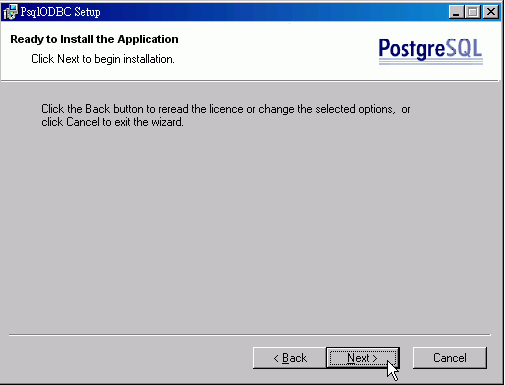 PsqlODBC Setup
Ready to Install the Application
Click Next to begin installation.
PostgreSQL
Click the Back button to reread the licence or change the selected options, or
click Cancel to exit the wizard.
< Back
Next >
Cancel